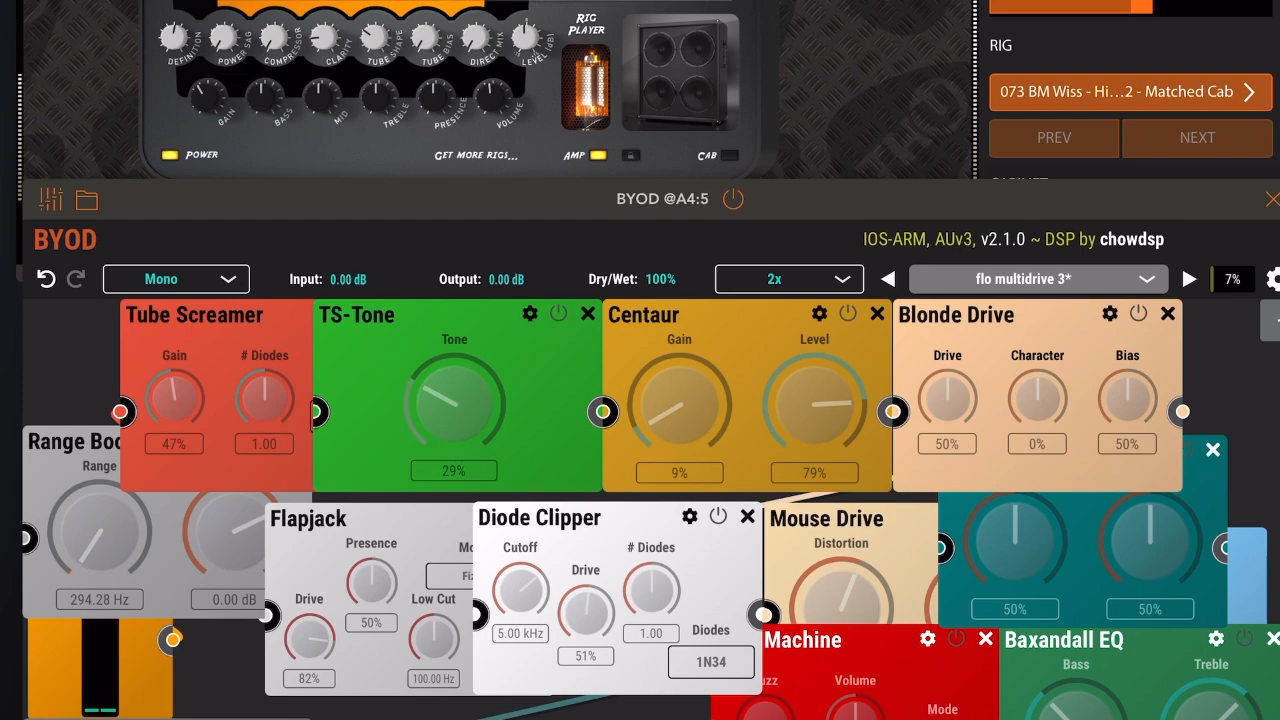 RIG
PLAYER
DEFINITION
POWER SAG
COMPRESSOR
CLARITY
TUBE SHAPE
TUBE BIAS
DIRECT MIX
LEVEL [dB]
GAIN
BASS
MID
TREBLE
PRESENCE
VOLUME
POWER
GET MORE RIGS...
AMP
CAB
RIG
073 BM Wiss - Hi...2 - Matched Cab
PREV
NEXT
BYOD @A4:5
BYOD
IOS-ARM, AUv3, v2.1.0 ~ DSP by chowdsp
Mono
Input: 0.00 dB
Output: 0.00 dB
Dry/Wet: 100%
2x
flo multidrive 3*
7%
Tube Screamer
Gain
# Diodes
47%
1.00
TS-Tone
Tone
29%
Centaur
Gain
Level
9%
79%
Blonde Drive
Drive
Character
Bias
50%
0%
50%
Range Boo
Range
294.28 Hz
0.00 dB
Flapjack
Presence
Mo
Fiz
Drive
50%
Low Cut
82%
100.00 Hz
Diode Clipper
Cutoff
Drive
# Diodes
5.00 kHz
51%
1.00
Diodes
1N34
Mouse Drive
Distortion
50%
50%
Machine
uzz
Volume
Mode
Baxandall EQ
Bass
Treble